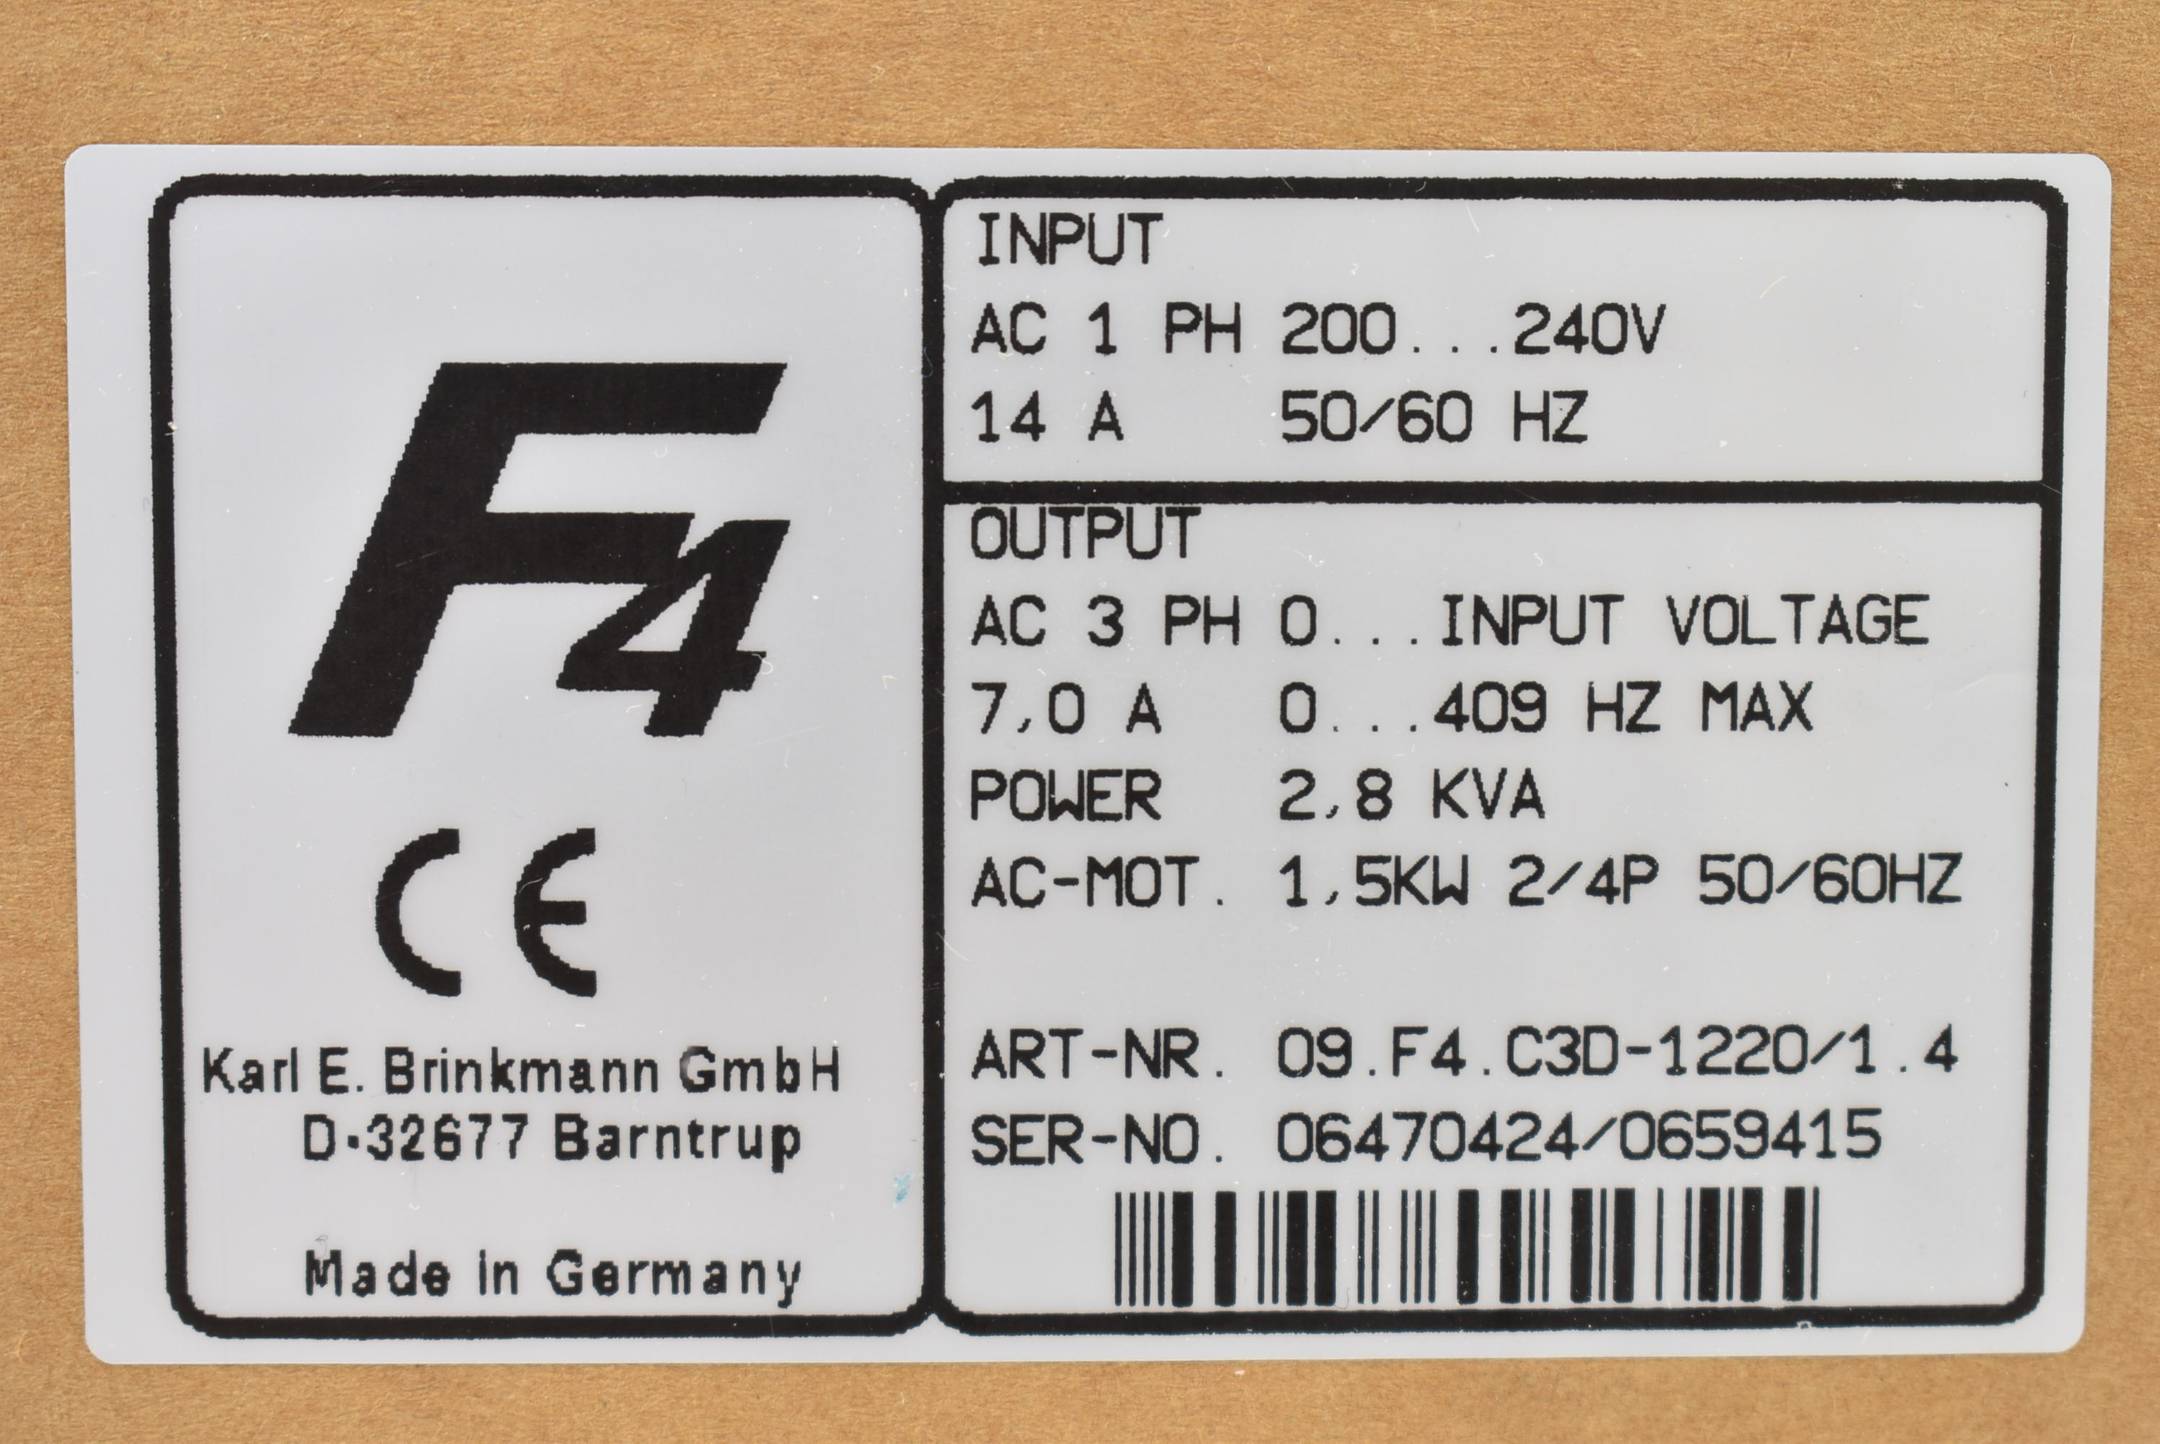 F4
CE
Karl E. Brinkmann GmbH
D-32677 Barntrup
Made in Germany
INPUT
AC 1 PH 200...240V
14 A 50/60 HZ
OUTPUT
AC 3 PH 0...INPUT VOLTAGE
7,0 A 0...409 HZ MAX
POWER 2,8 KVA
AC-MOT. 1,5KW 2/4P 50/60HZ
ART-NR. 09.F4.C3D-1220/1.4
SER-NO. 06470424/0659415